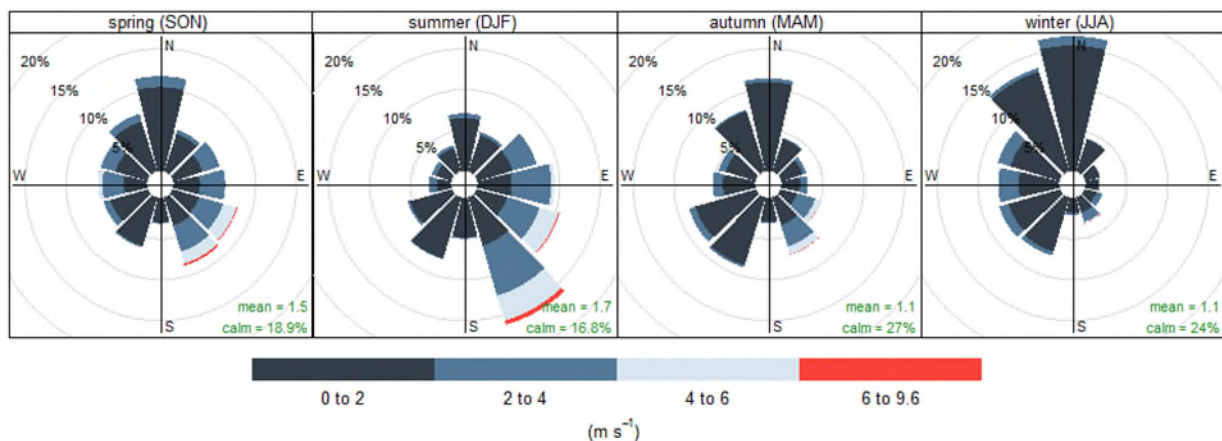 spring (SON)
summer (DJF)
autumn (MAM)
winter (JJA)
N
20%
15%
10%
5%
W
E
S
mean = 1.5
calm = 18.9%
N
20%
15%
10%
5%
W
E
S
mean = 1.7
calm = 16.8%
N
20%
15%
10%
5%
W
E
S
mean = 1.1
calm = 27%
N
20%
15%
10%
5%
W
E
S
mean = 1.1
calm = 24%
0 to 2
2 to 4
4 to 6
6 to 9.6
(m s⁻¹)